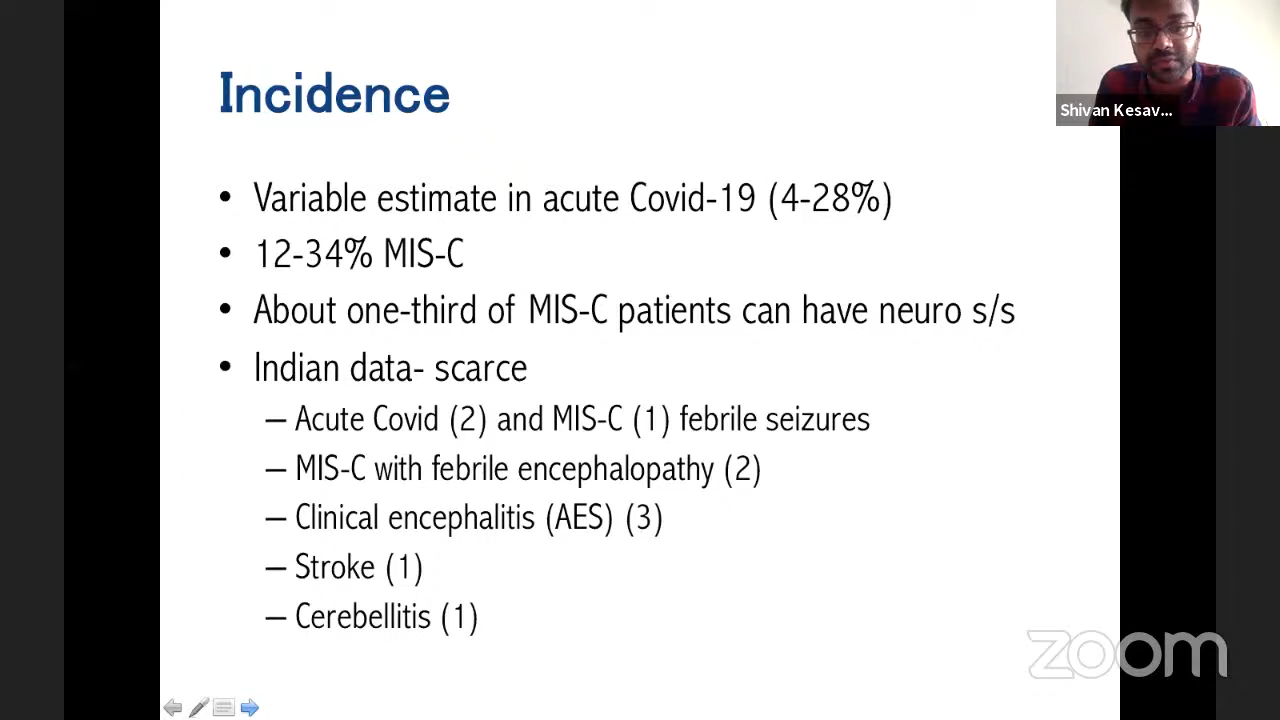 Incidence
• Variable estimate in acute Covid-19 (4-28%)
• 12-34% MIS-C
• About one-third of MIS-C patients can have neuro s/s
• Indian data- scarce
– Acute Covid (2) and MIS-C (1) febrile seizures
– MIS-C with febrile encephalopathy (2)
– Clinical encephalitis (AES) (3)
– Stroke (1)
– Cerebellitis (1)
Shivan Kesav...
zoom